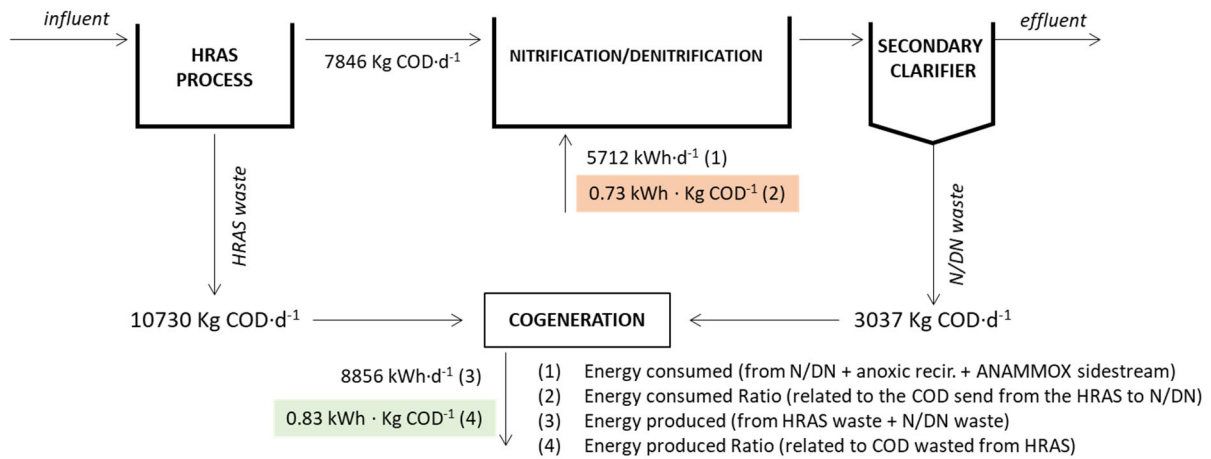 influent
HRAS
PROCESS
7846 Kg COD·d-1
NITRIFICATION/DENITRIFICATION
SECONDARY
CLARIFIER
effluent
5712 kWh·d-1 (1)
0.73 kWh · Kg COD-1 (2)
HRAS waste
N/DN waste
10730 Kg COD·d-1
COGENERATION
3037 Kg COD·d-1
8856 kWh·d-1 (3)
0.83 kWh · Kg COD-1 (4)
(1) Energy consumed (from N/DN + anoxic recir. + ANAMMOX sidestream)
(2) Energy consumed Ratio (related to the COD send from the HRAS to N/DN)
(3) Energy produced (from HRAS waste + N/DN waste)
(4) Energy produced Ratio (related to COD wasted from HRAS)